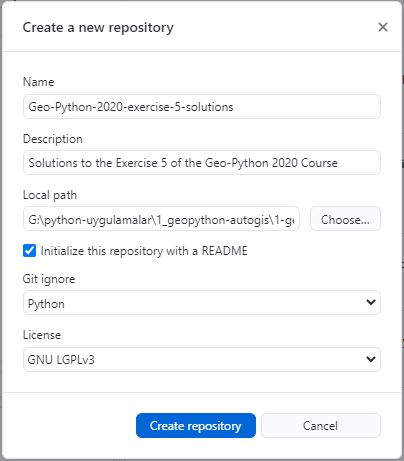 Create a new repository
Name
Geo-Python-2020-exercise-5-solutions
Description
Solutions to the Exercise 5 of the Geo-Python 2020 Course
Local path
G:\python-uygulamalar\1_geopython-autogis\1-ge
Choose...
Initialize this repository with a README
Git ignore
Python
License
GNU LGPLv3
Create repository
Cancel